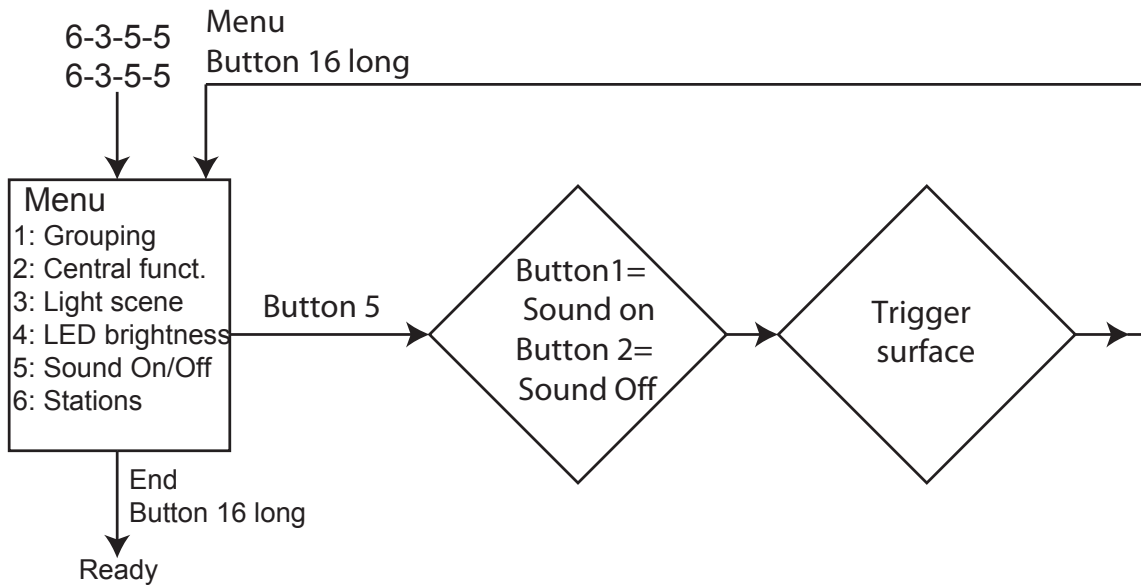 6-3-5-5
6-3-5-5
Menu
Button 16 long
Menu
1: Grouping
2: Central funct.
3: Light scene
4: LED brightness
5: Sound On/Off
6: Stations
Button 5
Button1=
Sound on
Button 2=
Sound Off
Trigger
surface
End
Button 16 long
Ready